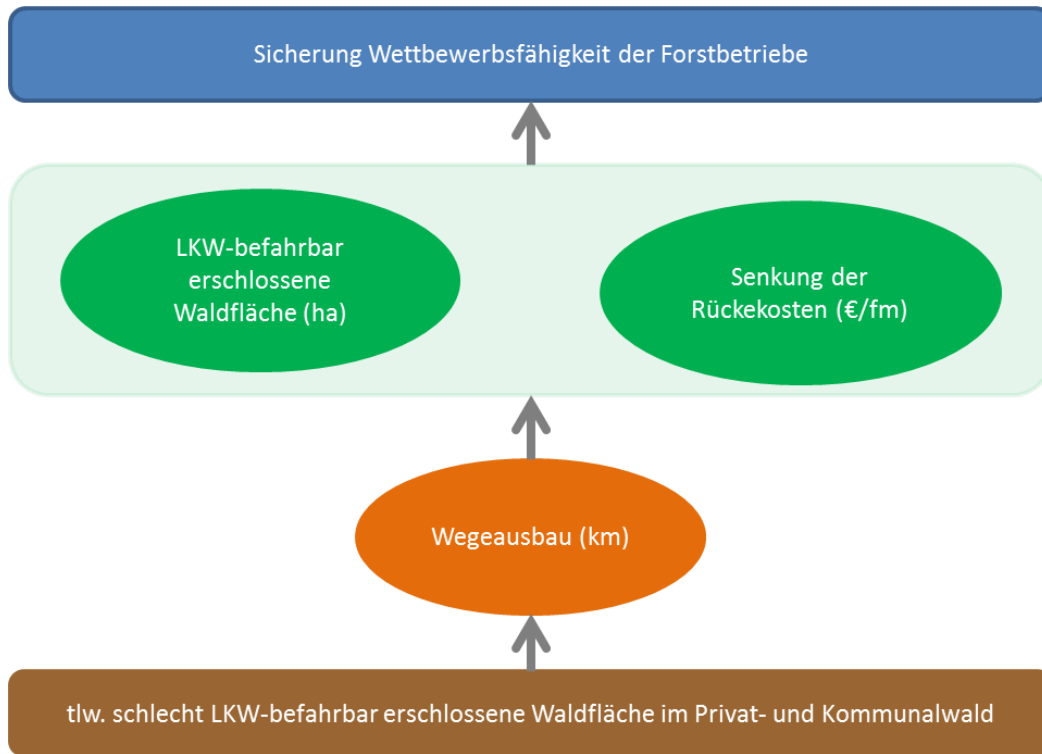 Sicherung Wettbewerbsfähigkeit der Forstbetriebe
LKW-befahrbar
erschlossene
Waldfläche (ha)
Senkung der
Rückekosten (€/fm)
Wegeausbau (km)
tlw. schlecht LKW-befahrbar erschlossene Waldfläche im Privat- und Kommunalwald